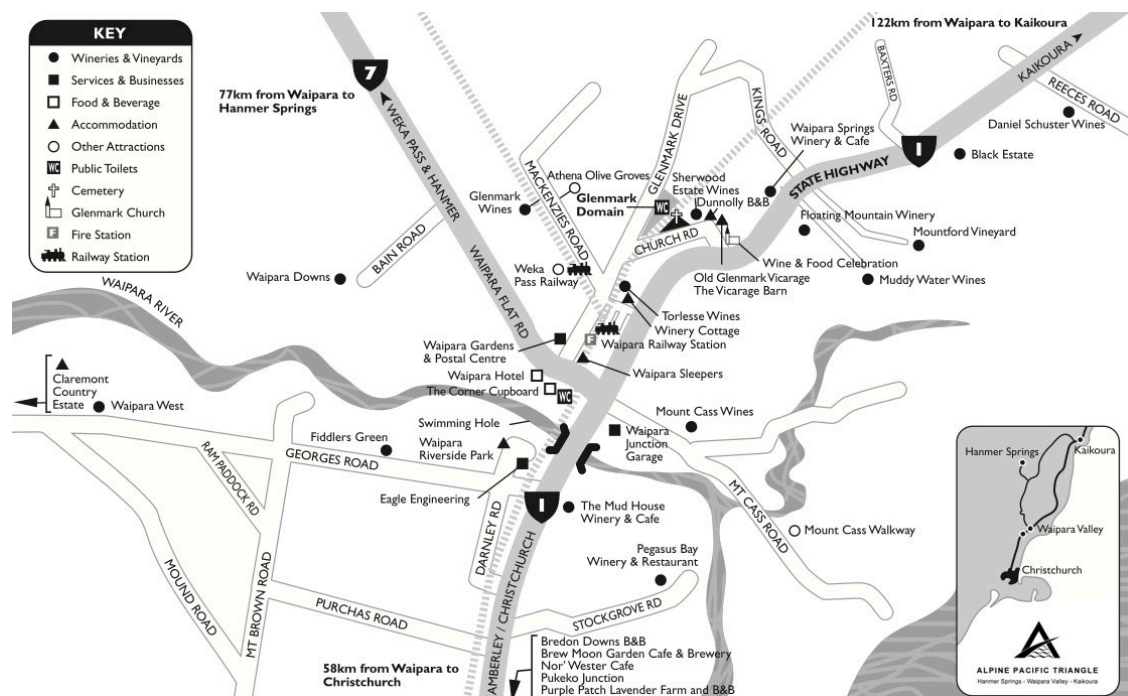 KEY
Wineries & Vineyards
Services & Businesses
Food & Beverage
Accommodation
Other Attractions
WC Public Toilets
Cemetery
Glenmark Church
F Fire Station
Railway Station
122km from Waipara to Kaikoura
7
77km from Waipara to
Hanmer Springs
WEKA PASS & HANMER
WAIPARA FLAT RD
BAIN ROAD
MACKENZIES ROAD
GLENMARK DRIVE
KINGS ROAD
BAXTERS RD
KAIKOURA
REECES ROAD
Daniel Schuster Wines
1
Black Estate
STATE HIGHWAY
Waipara Springs
Winery & Cafe
Athena Olive Groves
Glenmark
Domain
WC
Sherwood
Estate Wines
Dunnolly B&B
Glenmark
Wines
CHURCH RD
Floating Mountain Winery
Mountford Vineyard
Wine & Food Celebration
Muddy Water Wines
Old Glenmark Vicarage
The Vicarage Barn
Weka
Pass Railway
Waipara Downs
WAIPARA RIVER
Torlesse Wines
Winery Cottage
F
Waipara Railway Station
Waipara Gardens
& Postal Centre
Waipara Sleepers
Waipara Hotel
The Corner Cupboard
WC
Claremont
Country
Estate
Waipara West
Swimming Hole
Mount Cass Wines
Waipara
Junction
Garage
Fiddlers Green
Waipara
Riverside Park
GEORGES ROAD
RAM PADDOCK RD
Eagle Engineering
1
The Mud House
Winery & Cafe
MT CASS ROAD
Mount Cass Walkway
DARNLEY RD
Pegasus Bay
Winery & Restaurant
MOUND ROAD
MT BROWN ROAD
PURCHAS ROAD
STOCKGROVE RD
AMBERLEY / CHRISTCHURCH
58km from Waipara to
Christchurch
Bredon Downs B&B
Brew Moon Garden Cafe & Brewery
Nor' Wester Cafe
Pukeko Junction
Purple Patch Lavender Farm and B&B
Hanmer Springs
Kaikoura
Waipara Valley
Christchurch
ALPINE PACIFIC TRIANGLE
Hanmer Springs - Waipara Valley - Kaikoura